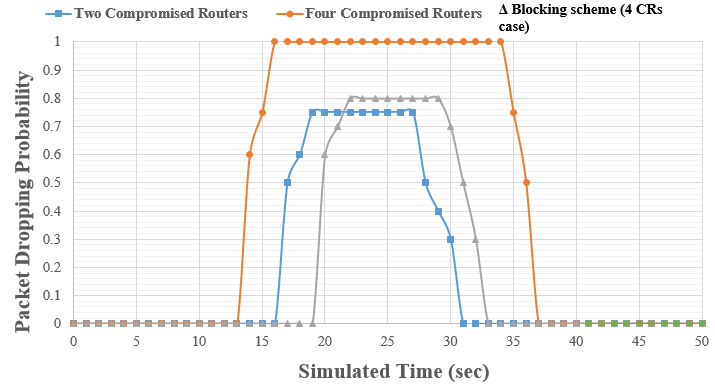 Two Compromised Routers
Four Compromised Routers
Δ Blocking scheme (4 CRs
case)
1
0.9
0.8
0.7
0.6
0.5
0.4
0.3
0.2
0.1
0
Packet Dropping Probability
0 5 10 15 20 25 30 35 40 45 50
Simulated Time (sec)